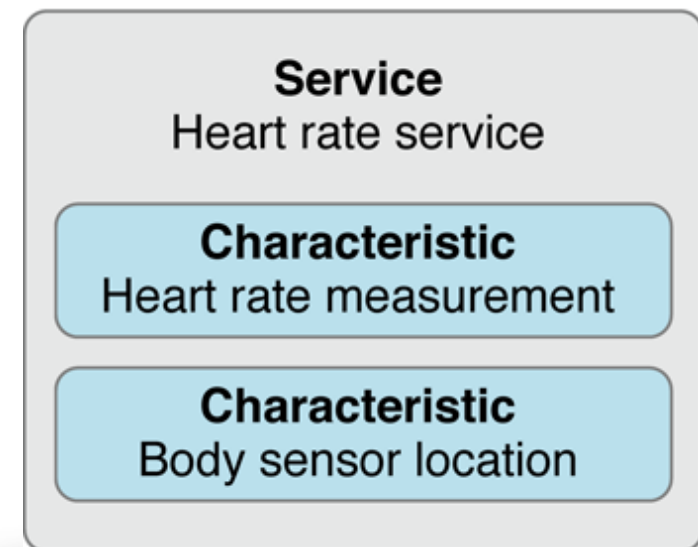 Service
Heart rate service
Characteristic
Heart rate measurement
Characteristic
Body sensor location